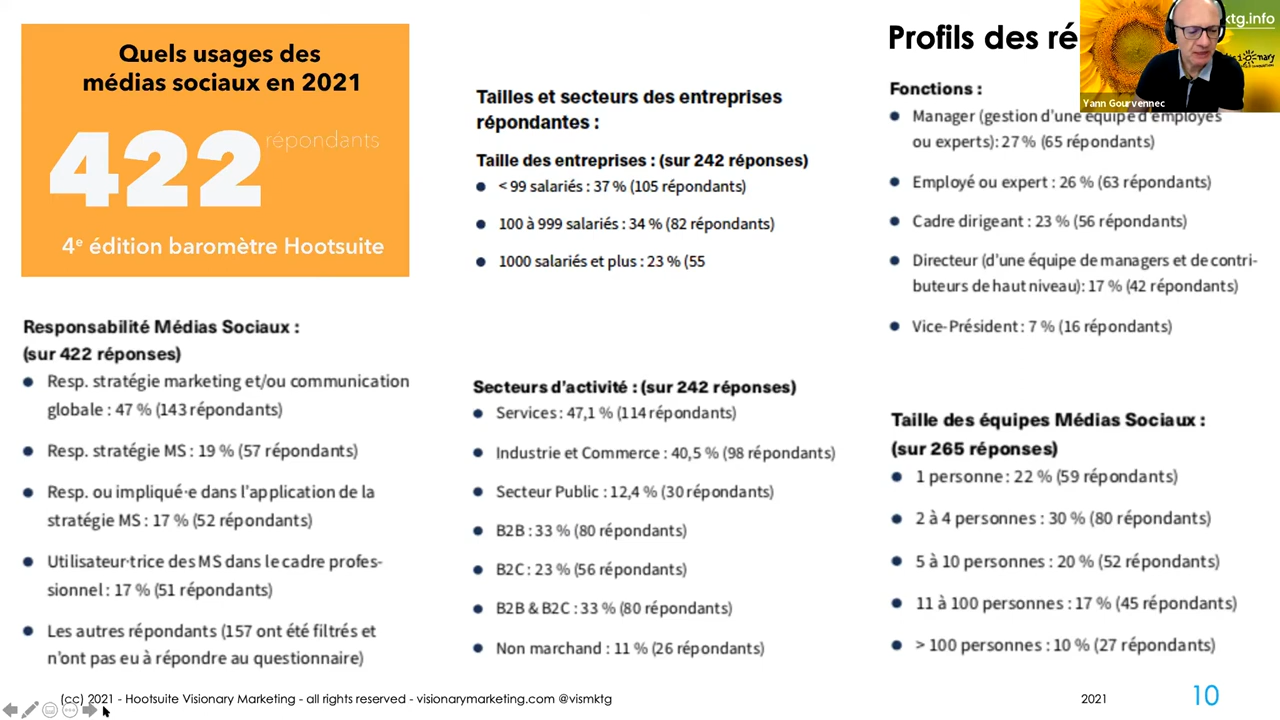 Quels usages des
médias sociaux en 2021
422 répondants
4e édition baromètre Hootsuite
Responsabilité Médias Sociaux :
(sur 422 réponses)
Resp. stratégie marketing et/ou communication
globale : 47 % (143 répondants)
Resp. stratégie MS : 19 % (57 répondants)
Resp. ou impliqué·e dans l'application de la
stratégie MS : 17 % (52 répondants)
Utilisateur·trice des MS dans le cadre profes-
sionnel : 17 % (51 répondants)
Les autres répondants (157 ont été filtrés et
n'ont pas eu à répondre au questionnaire)
Tailles et secteurs des entreprises
répondantes :
Taille des entreprises : (sur 242 réponses)
< 99 salariés : 37 % (105 répondants)
100 à 999 salariés : 34 % (82 répondants)
1000 salariés et plus : 23 % (55
Secteurs d'activité : (sur 242 réponses)
Services : 47,1 % (114 répondants)
Industrie et Commerce : 40,5 % (98 répondants)
Secteur Public : 12,4 % (30 répondants)
B2B : 33 % (80 répondants)
B2C : 23 % (56 répondants)
B2B & B2C : 33 % (80 répondants)
Non marchand : 11 % (26 répondants)
Profils des ré
ktg.info
Yann Gourvennec
Fonctions :
Manager (gestion d'une équipe d'employés
ou experts): 27 % (65 répondants)
Employé ou expert : 26 % (63 répondants)
Cadre dirigeant : 23 % (56 répondants)
Directeur (d'une équipe de managers et de contri-
buteurs de haut niveau): 17 % (42 répondants)
Vice-Président : 7 % (16 répondants)
Taille des équipes Médias Sociaux :
(sur 265 réponses)
1 personne : 22 % (59 répondants)
2 à 4 personnes : 30 % (80 répondants)
5 à 10 personnes : 20 % (52 répondants)
11 à 100 personnes : 17 % (45 répondants)
> 100 personnes : 10 % (27 répondants)
(cc) 2021 - Hootsuite Visionary Marketing - all rights reserved - visionarymarketing.com @vismktg
2021
10